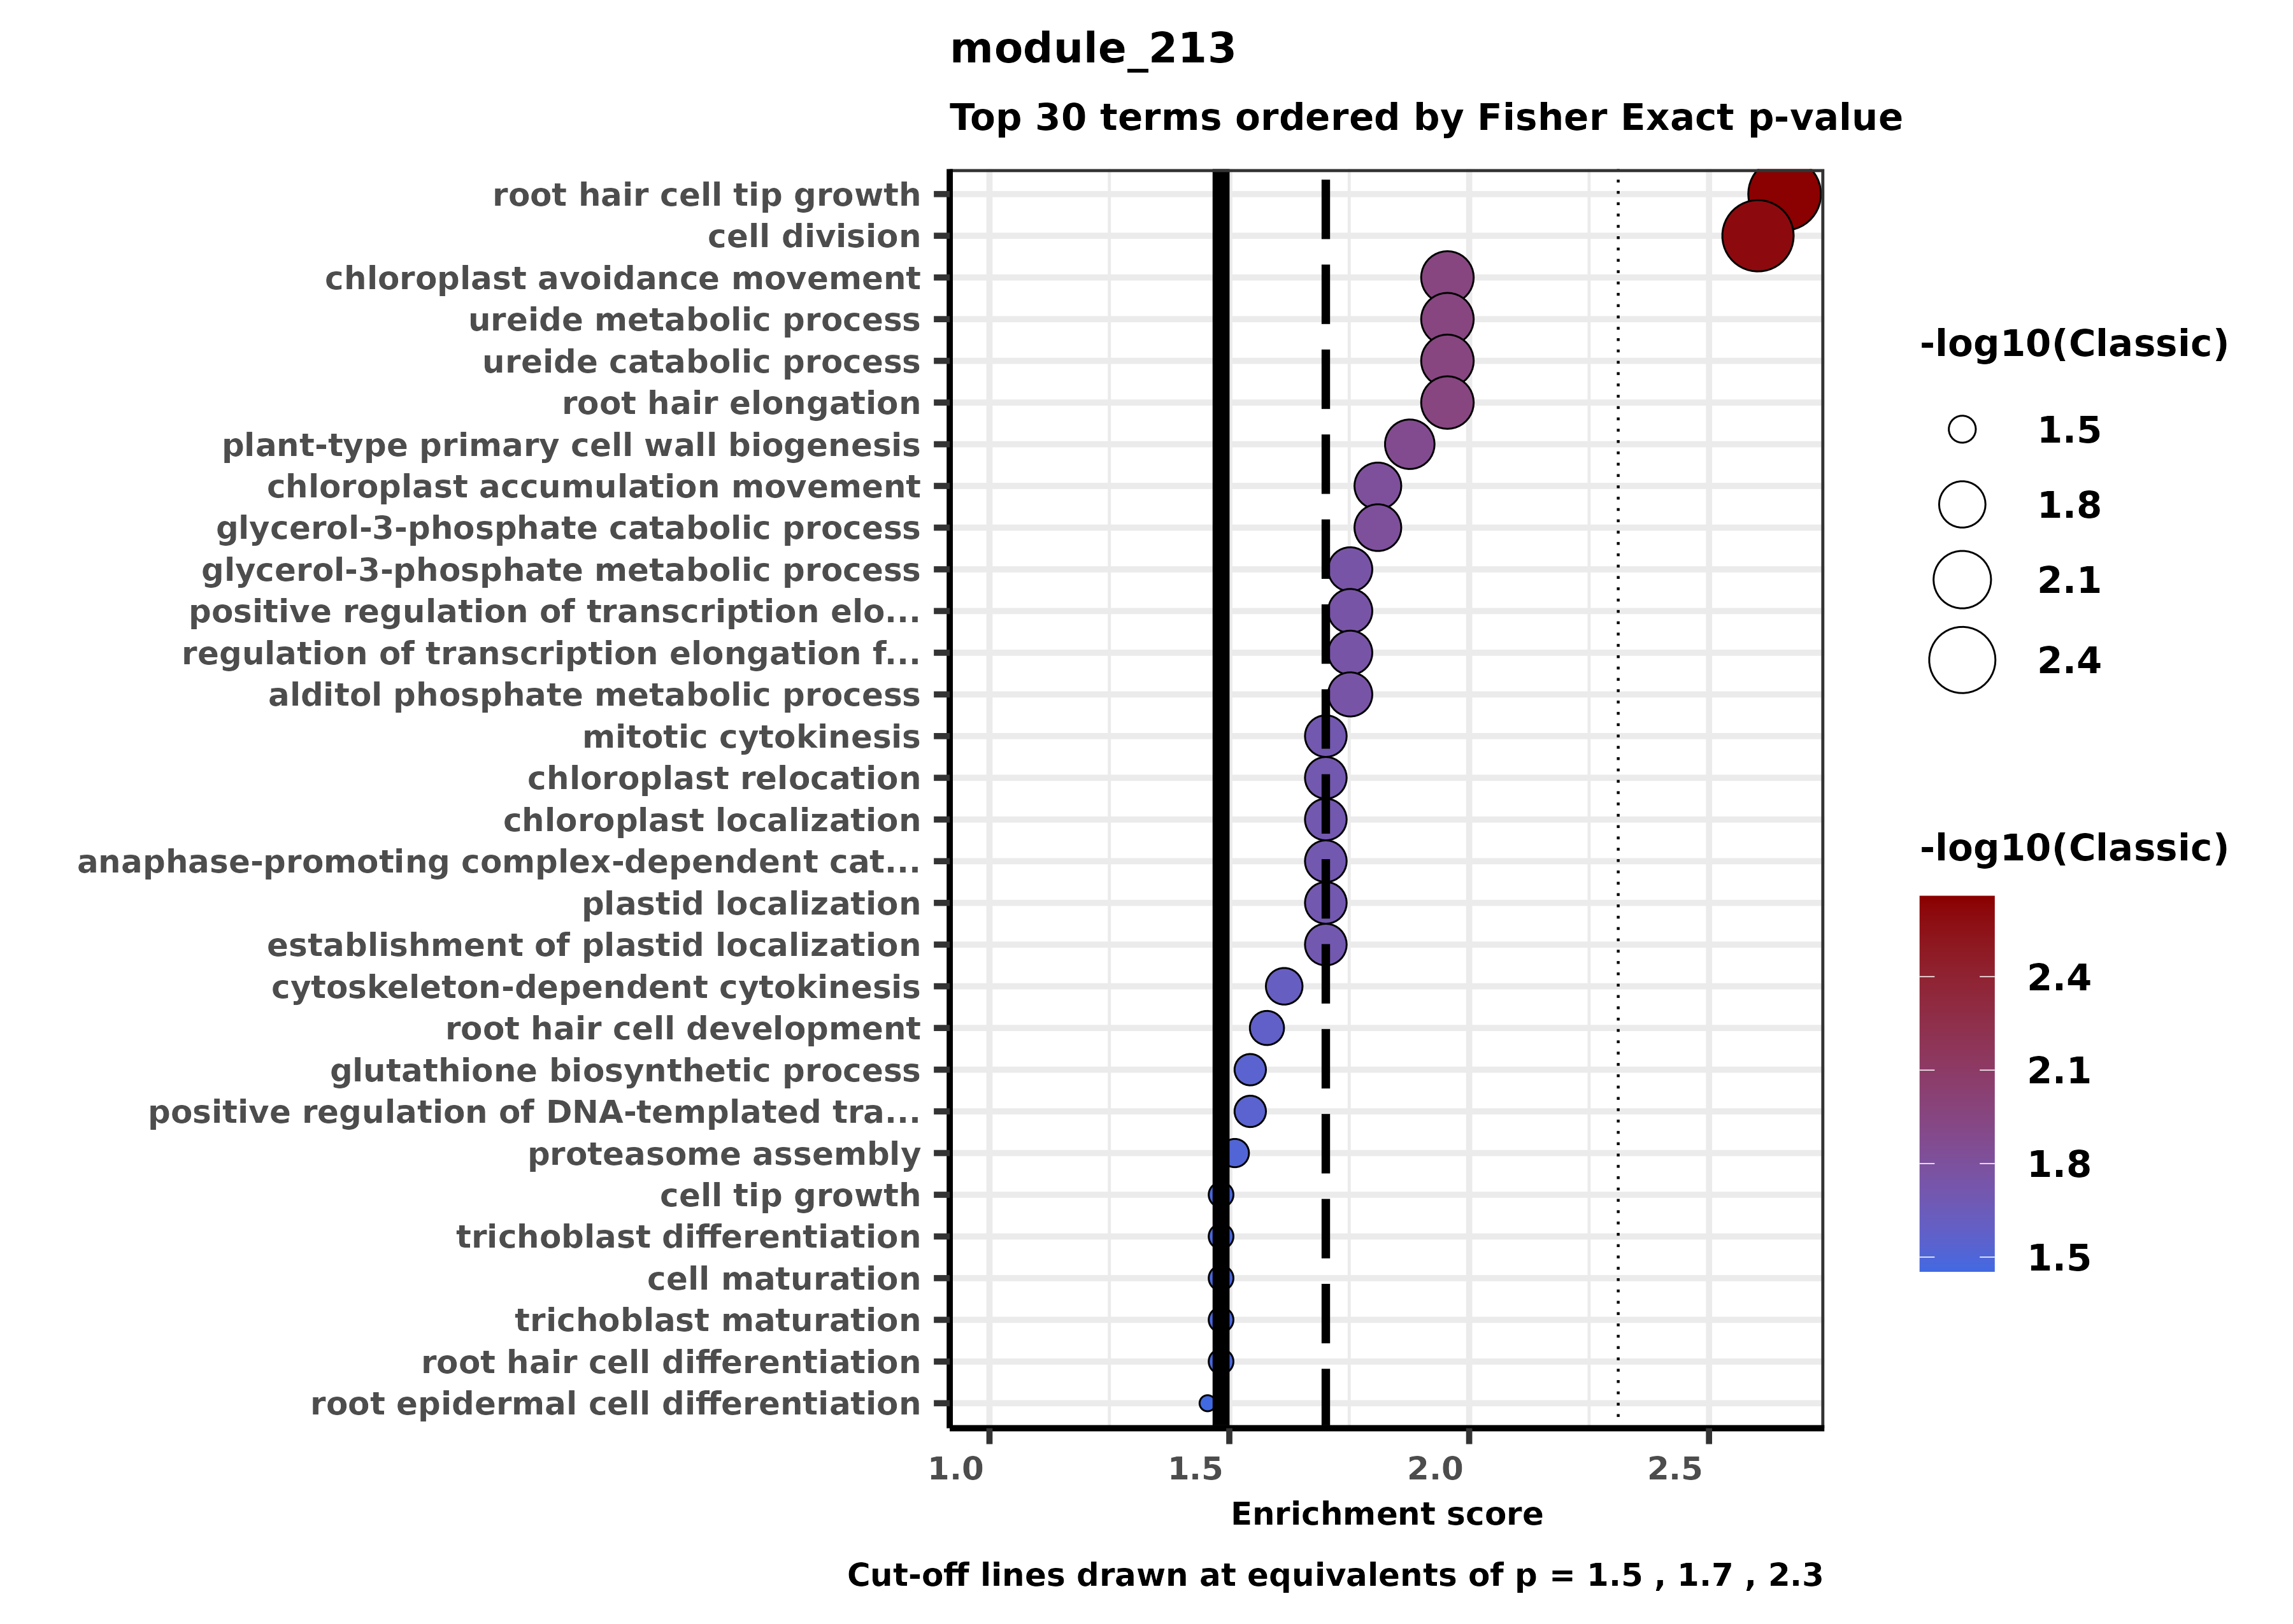 module_213
Top 30 terms ordered by Fisher Exact p-value
root hair cell tip growth
cell division
chloroplast avoidance movement
ureide metabolic process
ureide catabolic process
root hair elongation
plant-type primary cell wall biogenesis
chloroplast accumulation movement
glycerol-3-phosphate catabolic process
glycerol-3-phosphate metabolic process
positive regulation of transcription elo...
regulation of transcription elongation f...
alditol phosphate metabolic process
mitotic cytokinesis
chloroplast relocation
chloroplast localization
anaphase-promoting complex-dependent cat...
plastid localization
establishment of plastid localization
cytoskeleton-dependent cytokinesis
root hair cell development
glutathione biosynthetic process
positive regulation of DNA-templated tra...
proteasome assembly
cell tip growth
trichoblast differentiation
cell maturation
trichoblast maturation
root hair cell differentiation
root epidermal cell differentiation
1.0 1.5 2.0 2.5
Enrichment score
Cut-off lines drawn at equivalents of p = 1.5 , 1.7 , 2.3
-log10(Classic)
1.5
1.8
2.1
2.4
-log10(Classic)
2.4
2.1
1.8
1.5